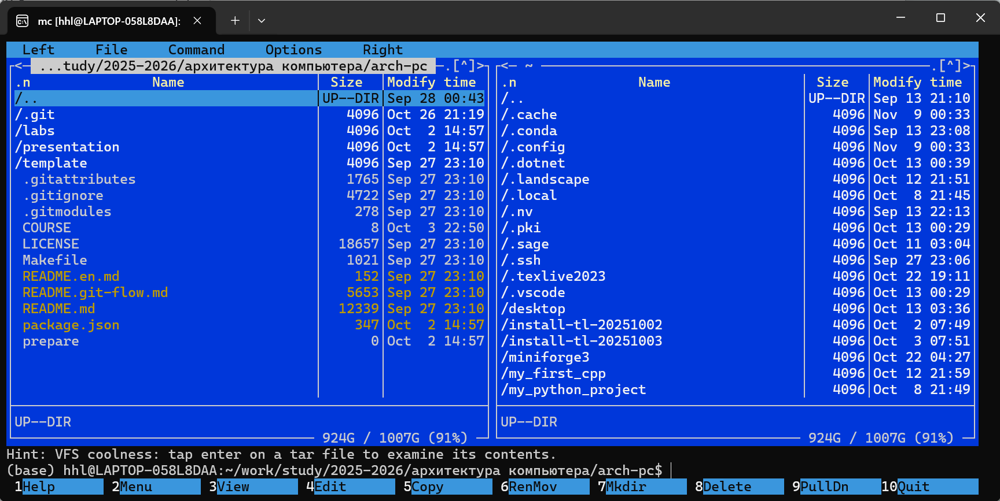 mc [hhl@LAPTOP-058L8DAA]:
Left File Command Options Right
<─ ...tudy/2025-2026/архитектура компьютера/arch-pc ─.[^]>
.n Name Size Modify time
/.. UP--DIR Sep 28 00:43
/.git 4096 Oct 26 21:19
/labs 4096 Oct 2 14:57
/presentation 4096 Oct 2 14:57
/template 4096 Sep 27 23:10
.gitattributes 1765 Sep 27 23:10
.gitignore 4722 Sep 27 23:10
.gitmodules 278 Sep 27 23:10
COURSE 8 Oct 3 22:50
LICENSE 18657 Sep 27 23:10
Makefile 1021 Sep 27 23:10
README.en.md 152 Sep 27 23:10
README.git-flow.md 5653 Sep 27 23:10
README.md 12339 Sep 27 23:10
package.json 347 Oct 2 14:57
prepare 0 Oct 2 14:57
UP--DIR
924G / 1007G (91%)
<─ ~ ─.[^]>
.n Name Size Modify time
/.. UP--DIR Sep 13 21:10
/.cache 4096 Nov 9 00:33
/.conda 4096 Sep 13 23:08
/.config 4096 Nov 9 00:33
/.dotnet 4096 Oct 13 00:39
/.landscape 4096 Oct 12 21:51
/.local 4096 Oct 8 21:45
/.nv 4096 Sep 13 22:13
/.pki 4096 Oct 13 00:29
/.sage 4096 Oct 11 03:04
/.ssh 4096 Sep 27 23:06
/.texlive2023 4096 Oct 22 19:11
/.vscode 4096 Oct 13 00:29
/desktop 4096 Oct 13 03:36
/install-tl-20251002 4096 Oct 2 07:49
/install-tl-20251003 4096 Oct 3 07:51
/miniforge3 4096 Oct 22 04:27
/my_first_cpp 4096 Oct 12 21:59
/my_python_project 4096 Oct 8 21:49
UP--DIR
924G / 1007G (91%)
Hint: VFS coolness: tap enter on a tar file to examine its contents.
(base) hhl@LAPTOP-058L8DAA:~/work/study/2025-2026/архитектура компьютера/arch-pc$
1Help 2Menu 3View 4Edit 5Copy 6RenMov 7Mkdir 8Delete 9PullDn 10Quit